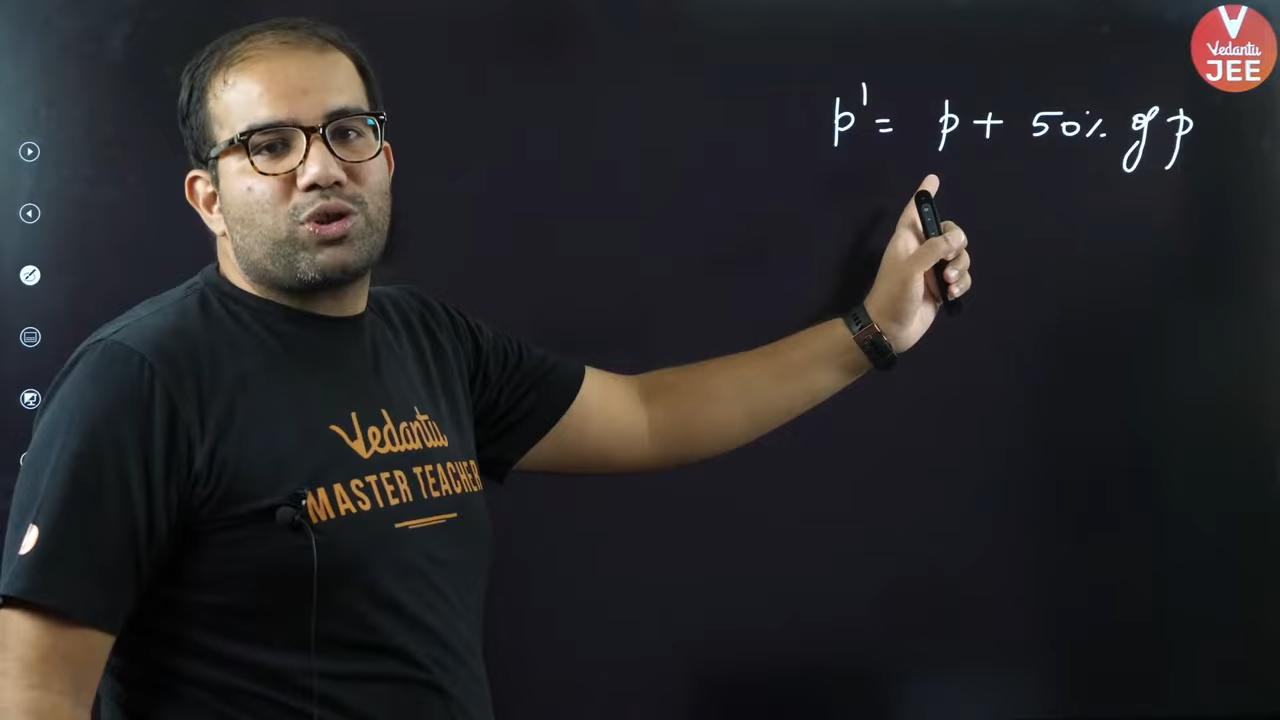 Vedantu
JEE
p' = p + 50% of p
Vedantu
MASTER TEACHER